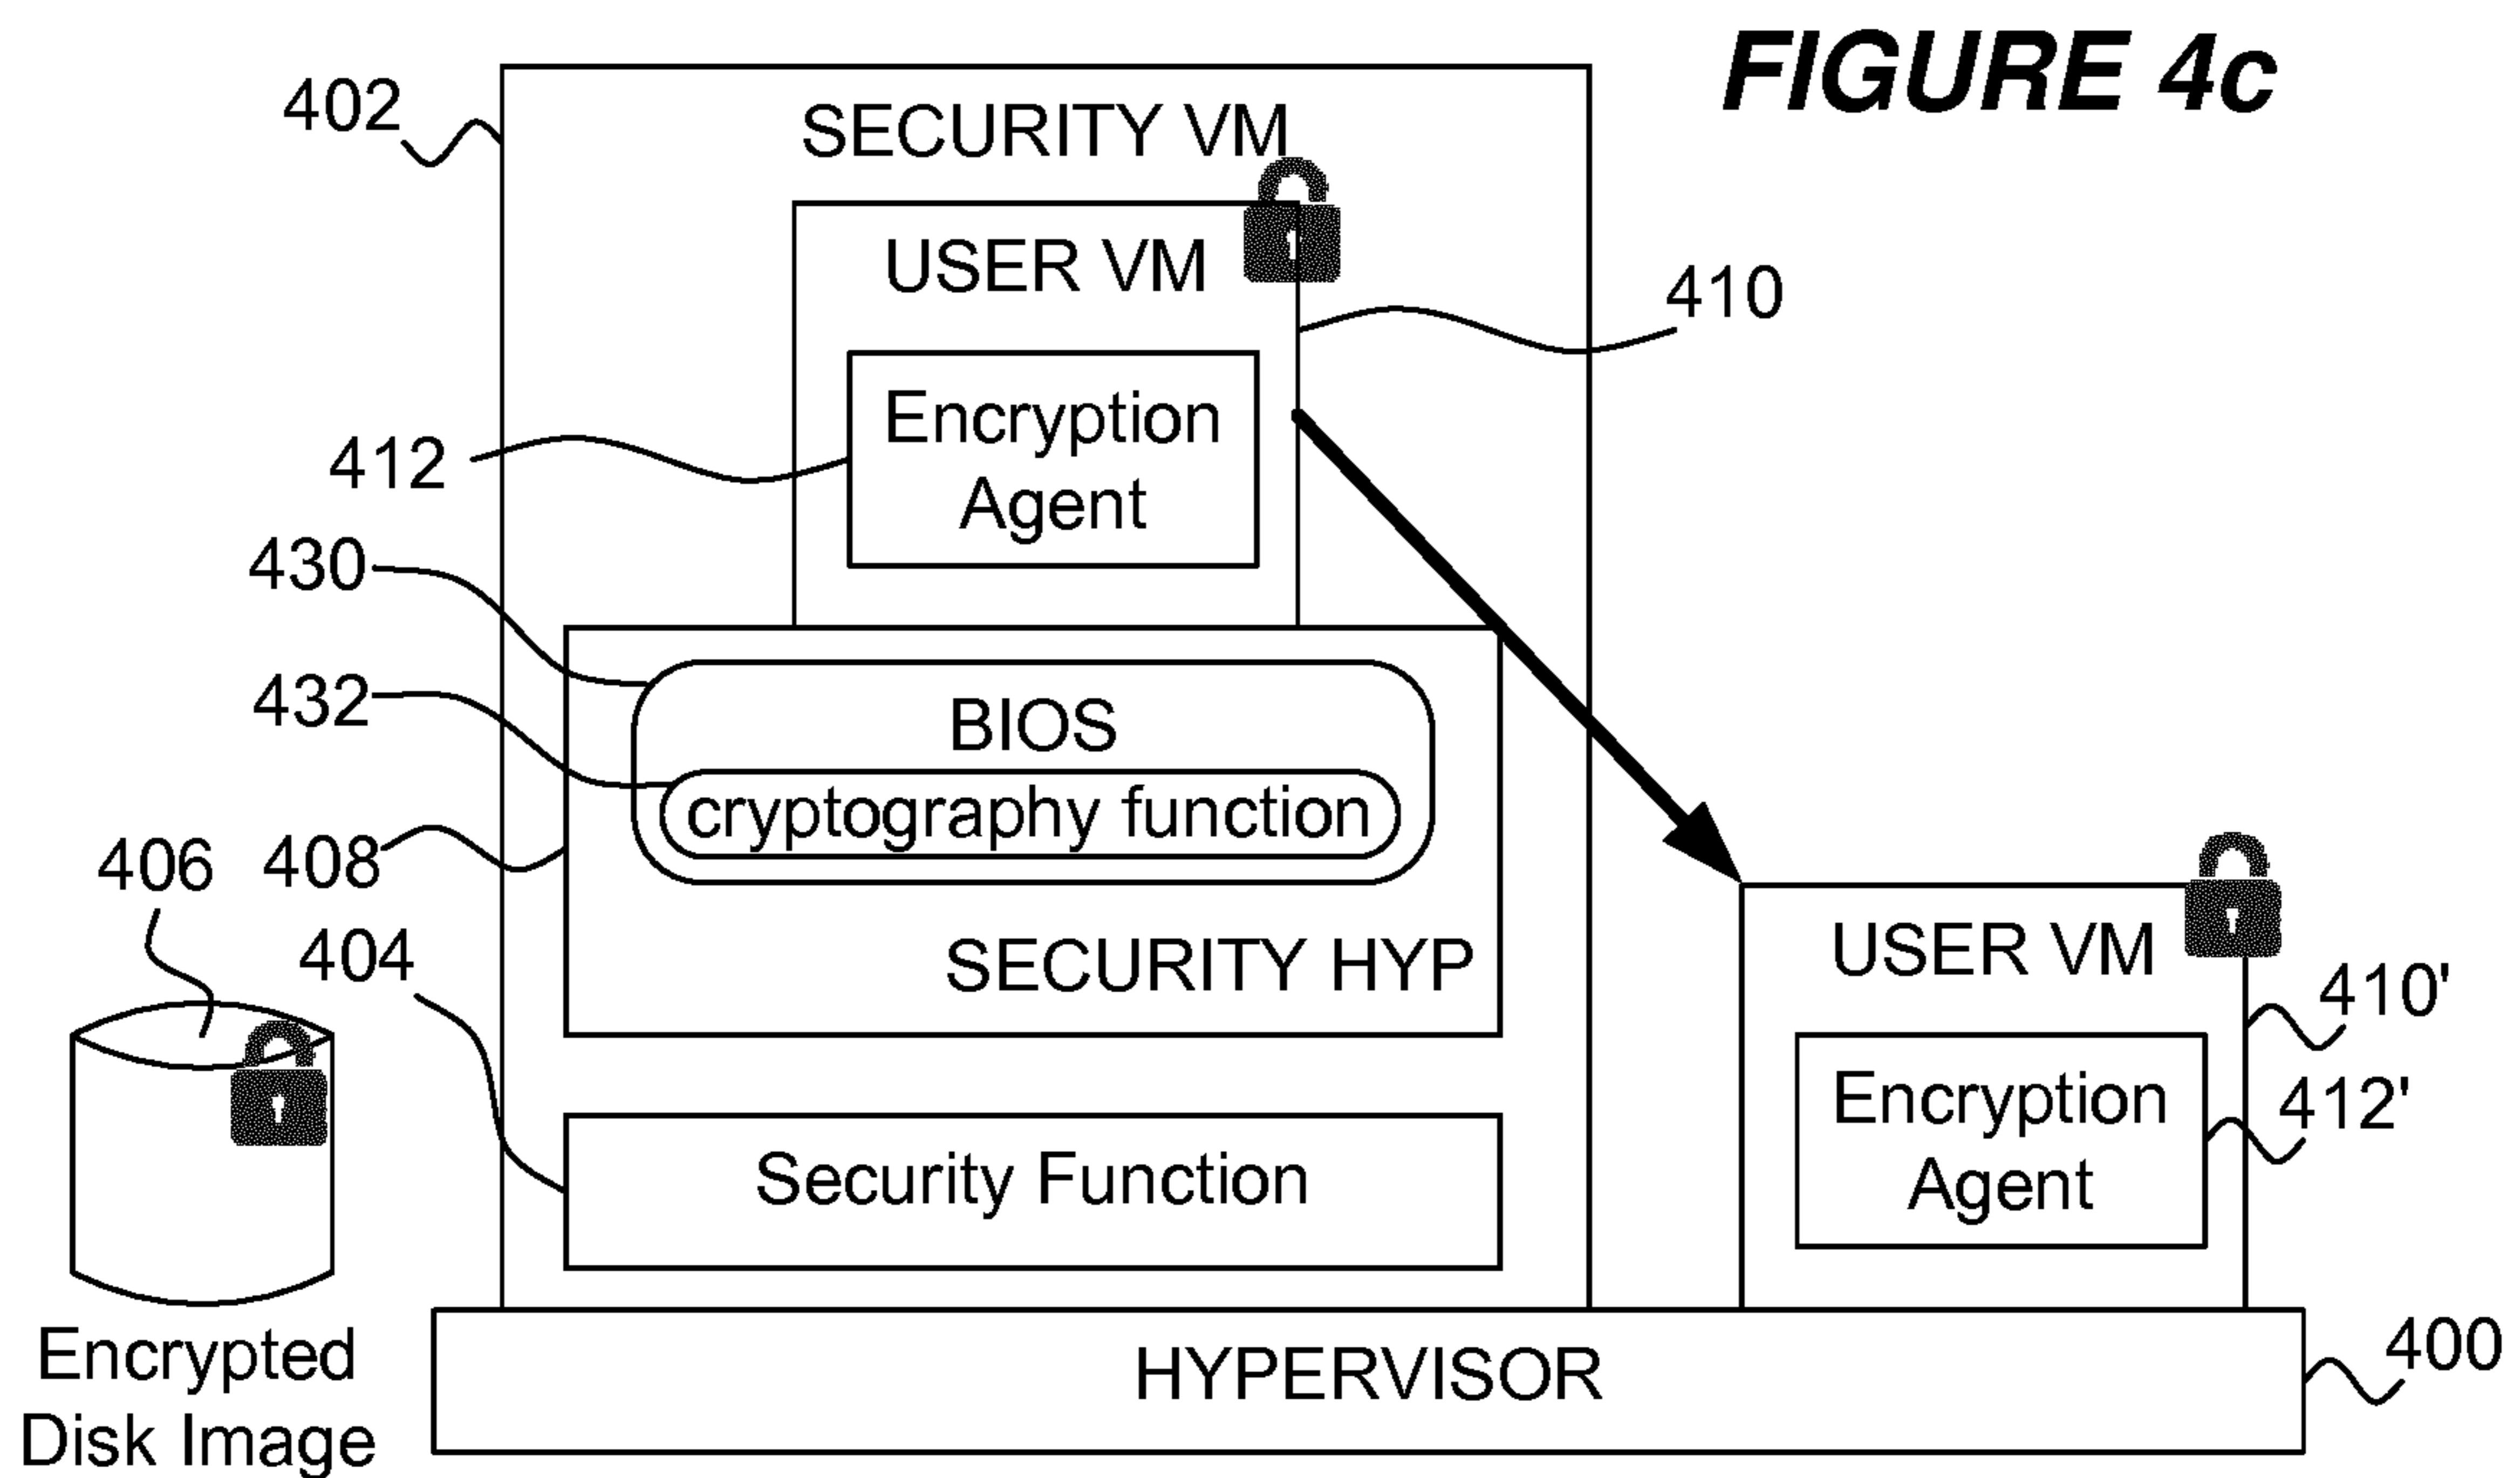 FIGURE 4c
402
SECURITY VM
USER VM
410
Encryption
Agent
412
430
432
BIOS
cryptography function
408
406
404
SECURITY HYP
USER VM
410'
Encryption
Agent
412'
Security Function
Encrypted
Disk Image
HYPERVISOR
400